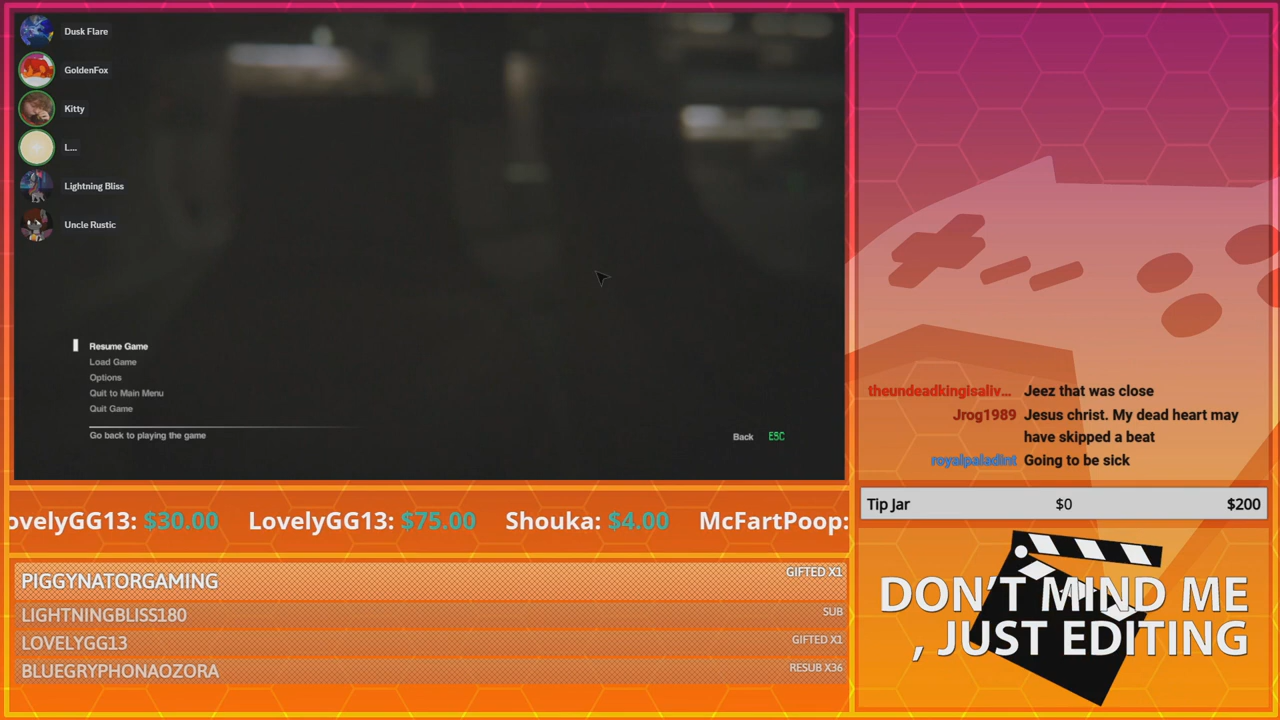 Dusk Flare
GoldenFox
Kitty
L...
Lightning Bliss
Uncle Rustic
Resume Game
Load Game
Options
Quit to Main Menu
Quit Game
Go back to playing the game
Back ESC
theundeadkingisaliv... Jeez that was close
Jrog1989 Jesus christ. My dead heart may
have skipped a beat
royalpaladint Going to be sick
Tip Jar $0 $200
ovelyGG13: $30.00 LovelyGG13: $75.00 Shouka: $4.00 McFartPoop:
PIGGYNATORGAMING GIFTED X1
LIGHTNINGBLISS180 SUB
LOVELYGG13 GIFTED X1
BLUEGRYPHONAOZORA RESUB X36
DON'T MIND ME
, JUST EDITING